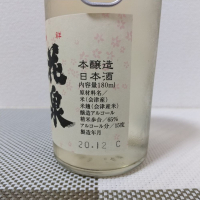 花泉
本醸造
日本酒
内容量180ml
原材料名／
米（会津産）
米麹（会津産米）
醸造アルコール
精米歩合／65%
アルコール分／15度
製造年月
20.12 C